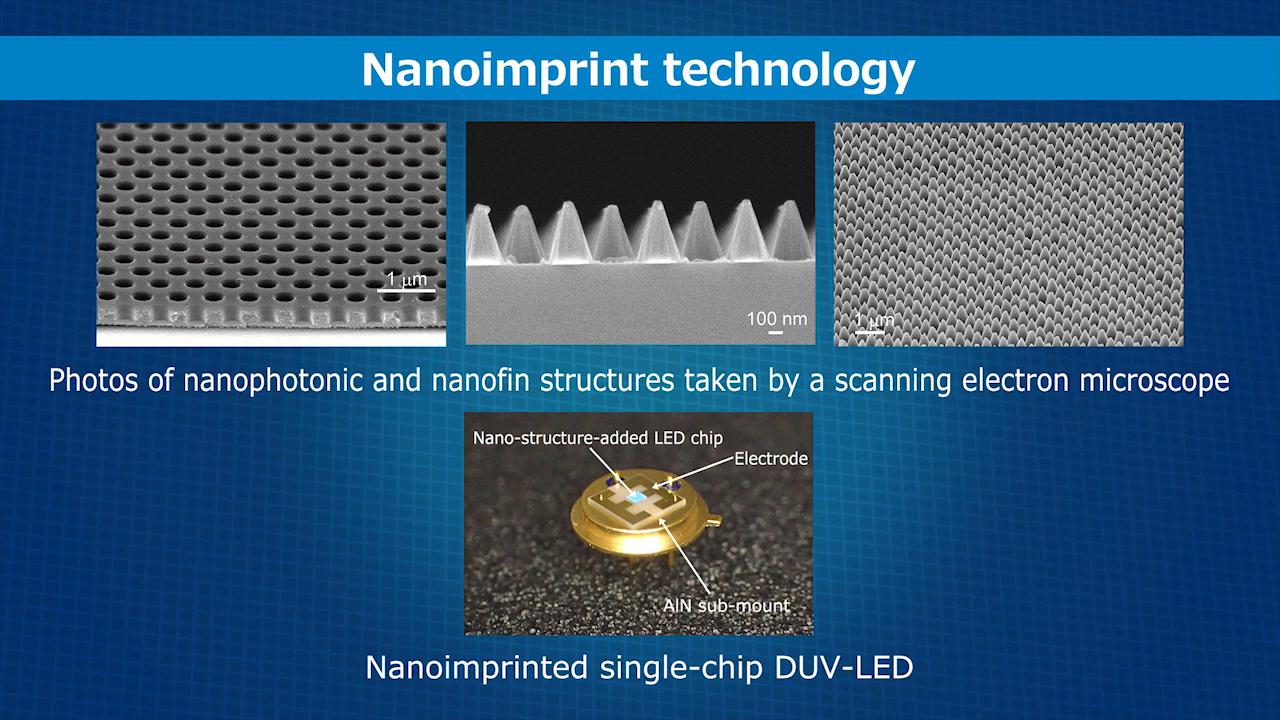 Nanoimprint technology
1 μm
100 nm
1 μm
Photos of nanophotonic and nanofin structures taken by a scanning electron microscope
Nano-structure-added LED chip
Electrode
AlN sub-mount
Nanoimprinted single-chip DUV-LED